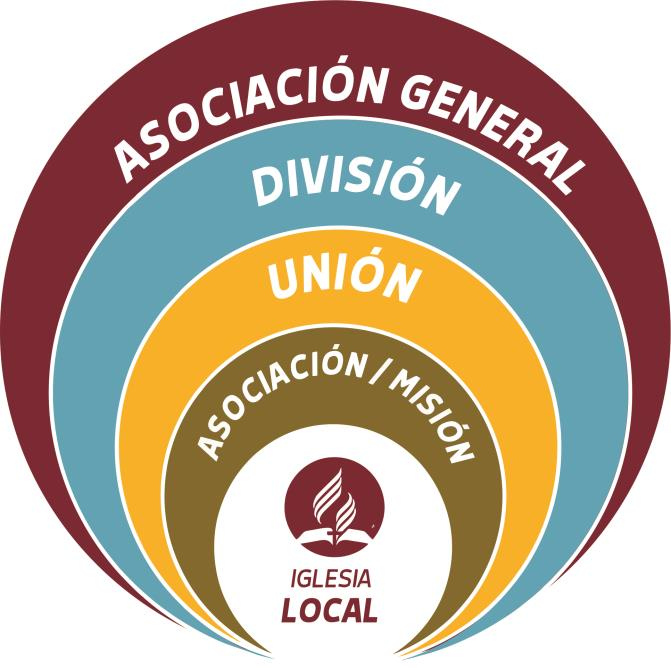 ASOCIACIÓN GENERAL
DIVISIÓN
UNIÓN
ASOCIACIÓN / MISIÓN
IGLESIA
LOCAL